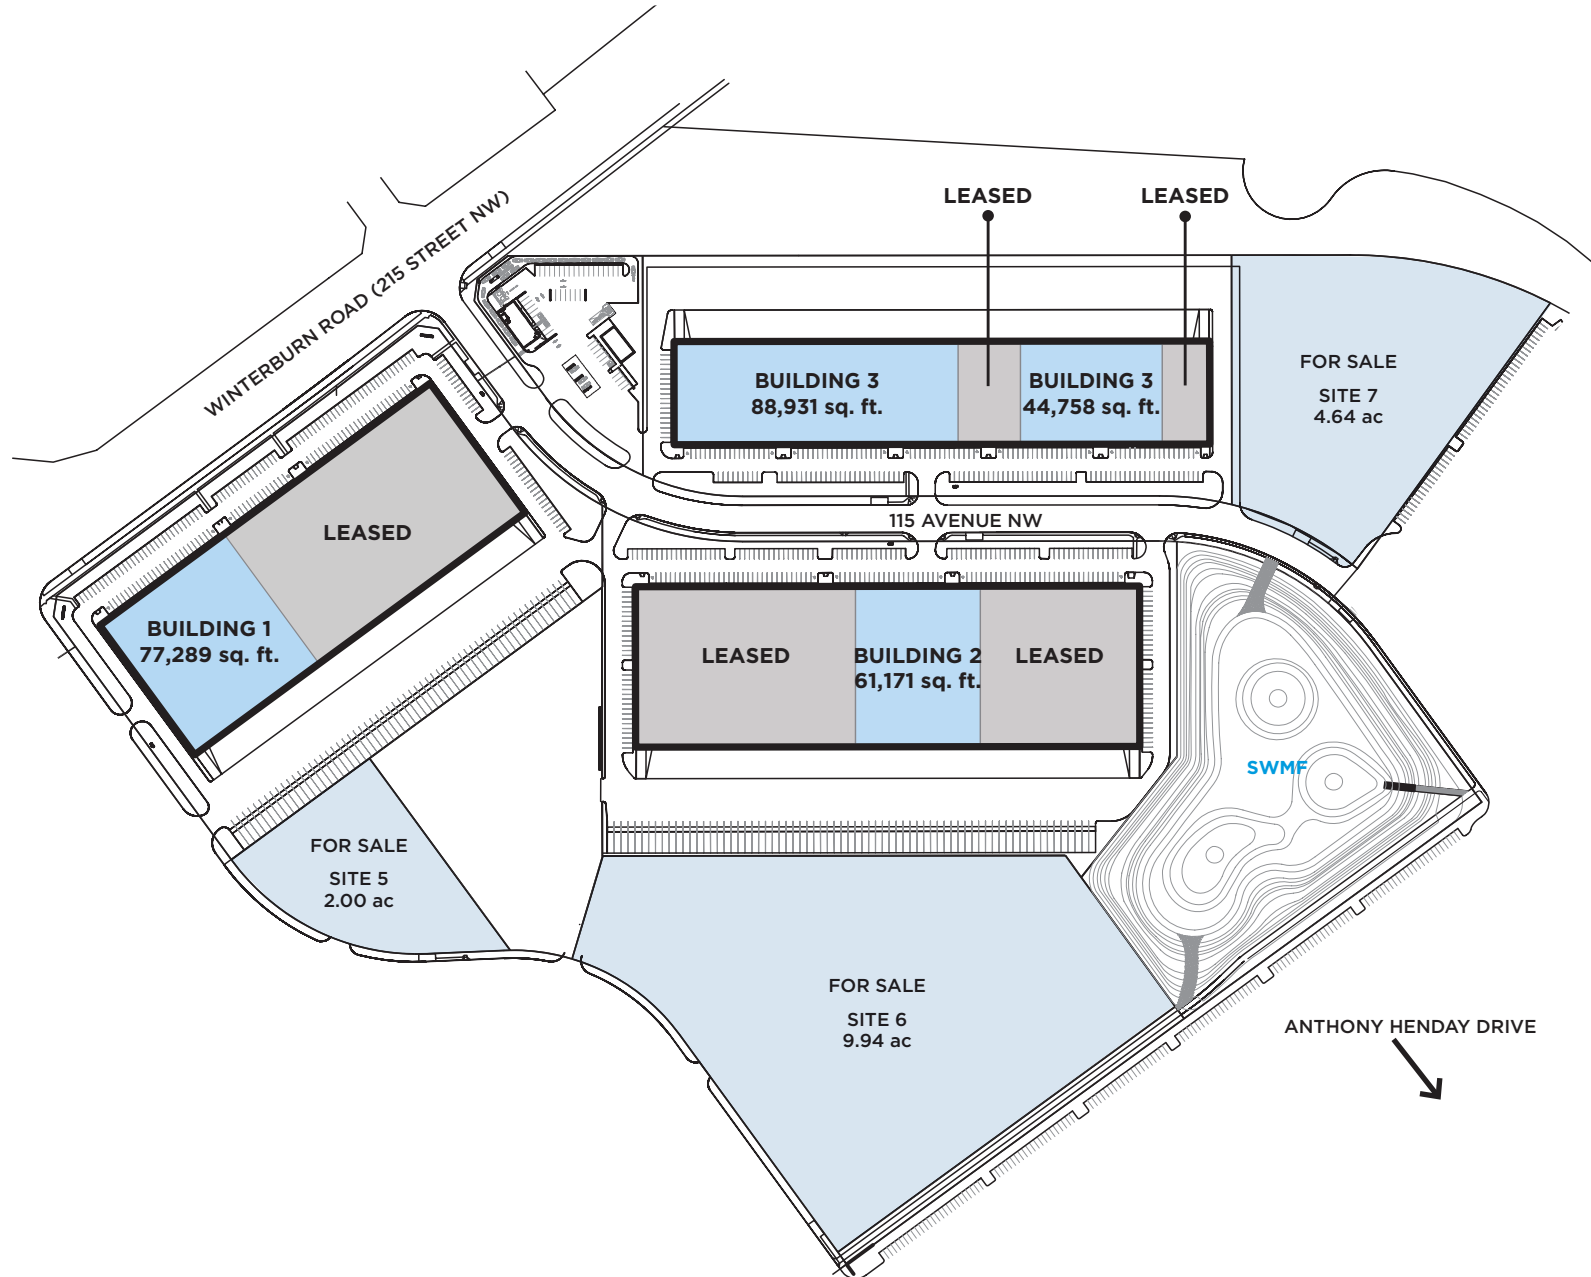 LEASED
LEASED
WINTERBURN ROAD (215 STREET NW)
BUILDING 3
88,931 sq. ft.
BUILDING 3
44,758 sq. ft.
FOR SALE
SITE 7
4.64 ac
LEASED
115 AVENUE NW
BUILDING 1
77,289 sq. ft.
LEASED
BUILDING 2
61,171 sq. ft.
LEASED
SWMF
FOR SALE
SITE 5
2.00 ac
FOR SALE
SITE 6
9.94 ac
ANTHONY HENDAY DRIVE